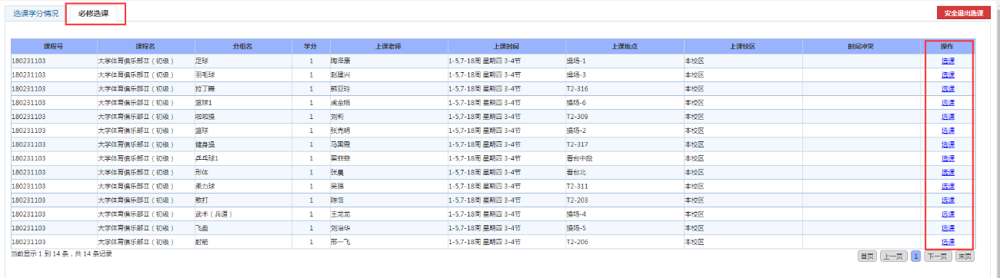 选课学分情况 必修选课 安全退出选课
课程号 课程名 分组名 学分 上课老师 上课时间 上课地点 上课校区 时间冲突 操作
180231103 大学体育俱乐部Ⅱ（初级） 足球 1 陶泽康 1-5,7-18周 星期四 3-4节 操场-1 本校区 选课
180231103 大学体育俱乐部Ⅱ（初级） 羽毛球 1 赵建兴 1-5,7-18周 星期四 3-4节 操场-3 本校区 选课
180231103 大学体育俱乐部Ⅱ（初级） 拉丁舞 1 韩亚玲 1-5,7-18周 星期四 3-4节 T2-316 本校区 选课
180231103 大学体育俱乐部Ⅱ（初级） 篮球1 1 1-5,7-18周 星期四 3-4节 操场-6 本校区 选课
180231103 大学体育俱乐部Ⅱ（初级） 啦啦操 1 刘莉 1-5,7-18周 星期四 3-4节 T2-309 本校区 选课
180231103 大学体育俱乐部Ⅱ（初级） 篮球 1 张克明 1-5,7-18周 星期四 3-4节 操场-2 本校区 选课
180231103 大学体育俱乐部Ⅱ（初级） 健身操 1 马国霞 1-5,7-18周 星期四 3-4节 T2-317 本校区 选课
180231103 大学体育俱乐部Ⅱ（初级） 乒乓球1 1 翟菲菲 1-5,7-18周 星期四 3-4节 看台中段 本校区 选课
180231103 大学体育俱乐部Ⅱ（初级） 形体 1 张晨 1-5,7-18周 星期四 3-4节 看台北 本校区 选课
180231103 大学体育俱乐部Ⅱ（初级） 柔力球 1 吴强 1-5,7-18周 星期四 3-4节 T2-311 本校区 选课
180231103 大学体育俱乐部Ⅱ（初级） 散打 1 陈浩 1-5,7-18周 星期四 3-4节 T2-203 本校区 选课
180231103 大学体育俱乐部Ⅱ（初级） 武术（兵道） 1 王龙龙 1-5,7-18周 星期四 3-4节 操场-4 本校区 选课
180231103 大学体育俱乐部Ⅱ（初级） 飞盘 1 刘治华 1-5,7-18周 星期四 3-4节 操场-5 本校区 选课
180231103 大学体育俱乐部Ⅱ（初级） 射箭 1 邢一飞 1-5,7-18周 星期四 3-4节 T2-206 本校区 选课
当前显示 1 到 14 条，共 14 条记录 首页 上一页 1 下一页 末页